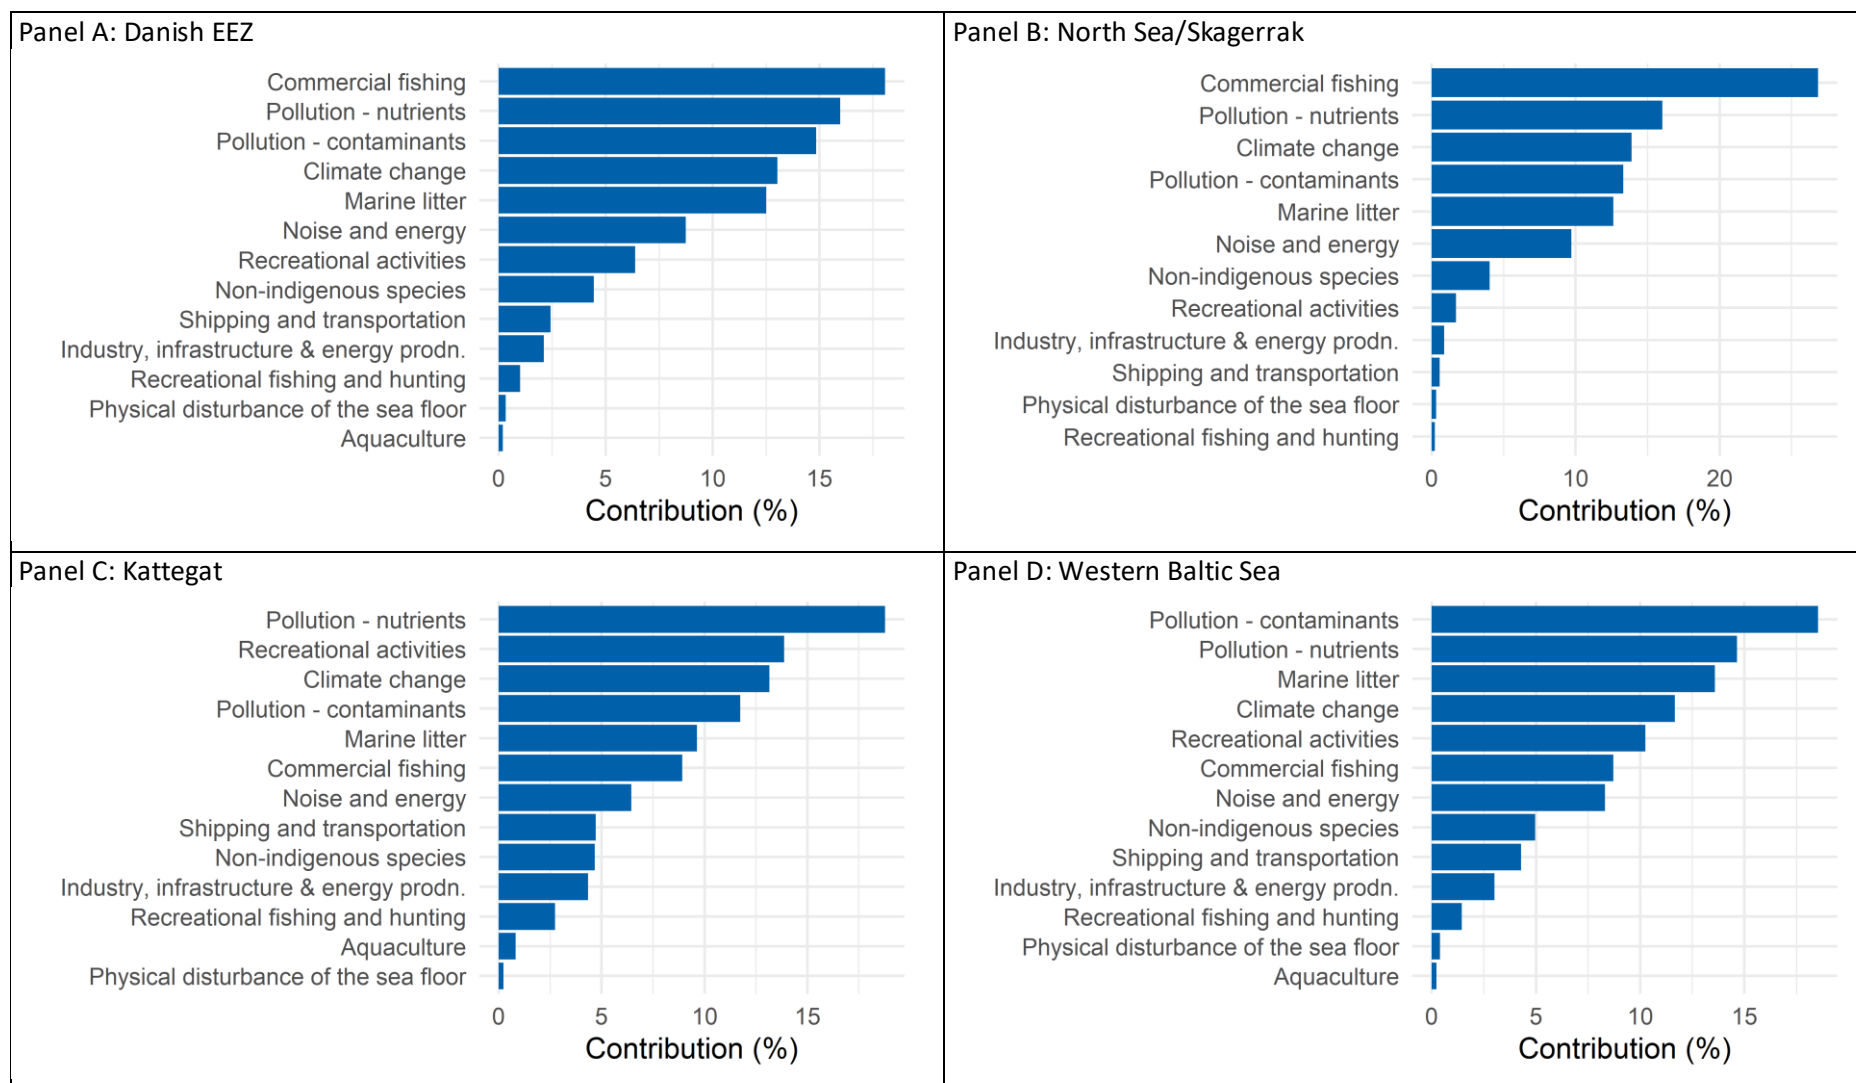 Panel A: Danish EEZ
Commercial fishing
Pollution - nutrients
Pollution - contaminants
Climate change
Marine litter
Noise and energy
Recreational activities
Non-indigenous species
Shipping and transportation
Industry, infrastructure & energy prodn.
Recreational fishing and hunting
Physical disturbance of the sea floor
Aquaculture
0 5 10 15
Contribution (%)
Panel B: North Sea/Skagerrak
Commercial fishing
Pollution - nutrients
Climate change
Pollution - contaminants
Marine litter
Noise and energy
Non-indigenous species
Recreational activities
Industry, infrastructure & energy prodn.
Shipping and transportation
Physical disturbance of the sea floor
Recreational fishing and hunting
0 10 20
Contribution (%)
Panel C: Kattegat
Pollution - nutrients
Recreational activities
Climate change
Pollution - contaminants
Marine litter
Commercial fishing
Noise and energy
Shipping and transportation
Non-indigenous species
Industry, infrastructure & energy prodn.
Recreational fishing and hunting
Aquaculture
Physical disturbance of the sea floor
0 5 10 15
Contribution (%)
Panel D: Western Baltic Sea
Pollution - contaminants
Pollution - nutrients
Marine litter
Climate change
Recreational activities
Commercial fishing
Noise and energy
Non-indigenous species
Shipping and transportation
Industry, infrastructure & energy prodn.
Recreational fishing and hunting
Physical disturbance of the sea floor
Aquaculture
0 5 10 15
Contribution (%)